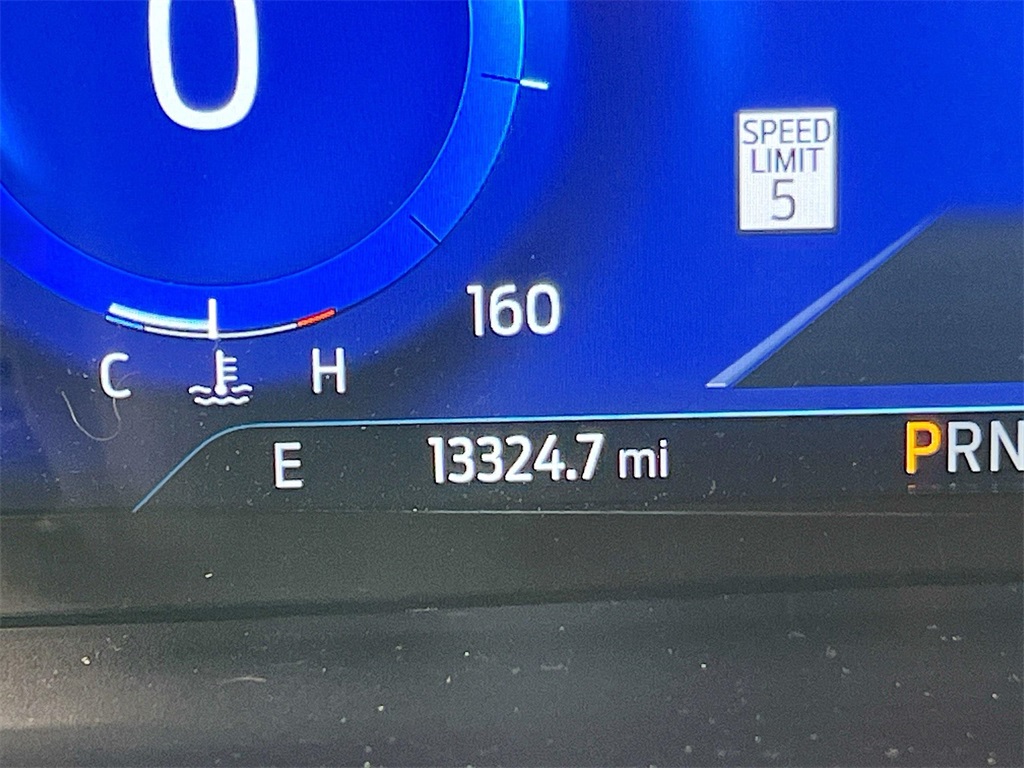 0
SPEED
LIMIT
5
160
C H
E 13324.7 mi PRN